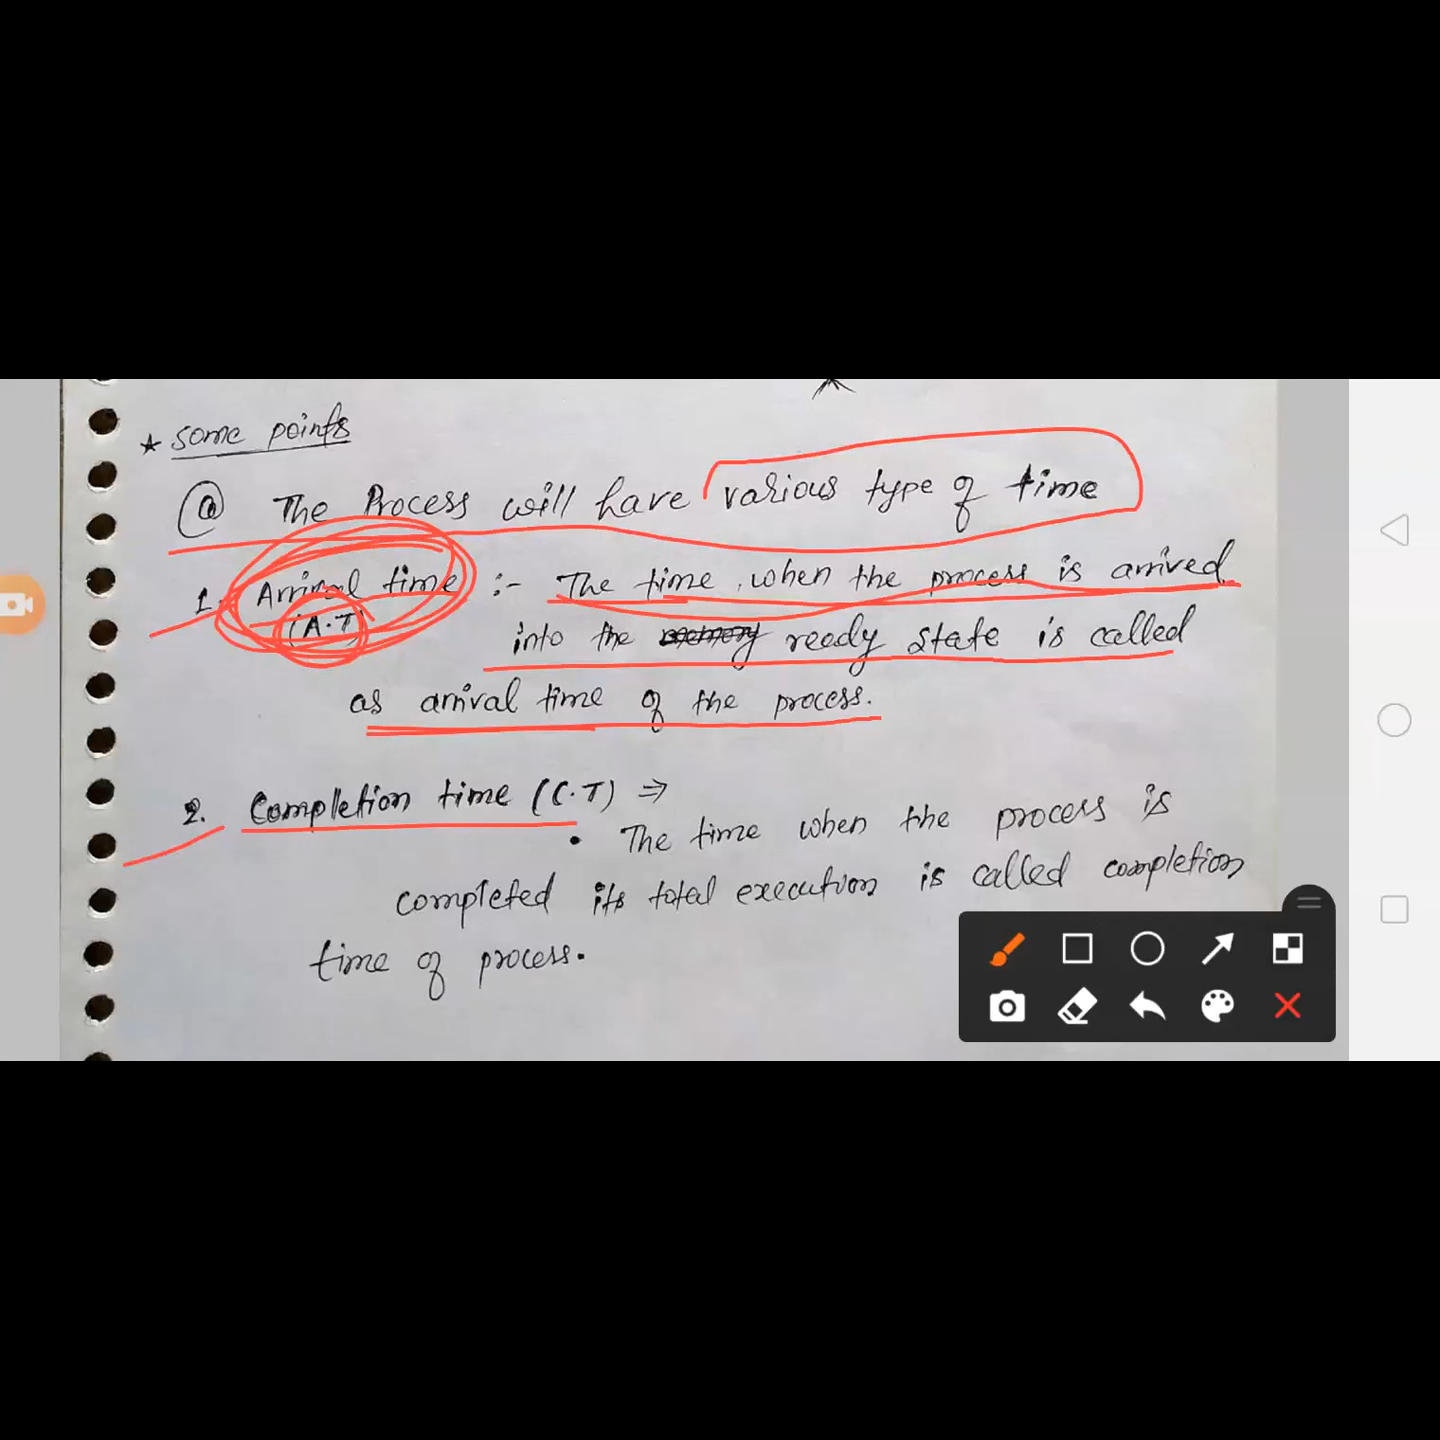 ★ some points
ⓐ The Process will have various type of time
1. Arrival time :- The time, when the process is arrived
(A.T) into the memory ready state is called
as arrival time of the process.
2. Completion time (C.T) ⇒
• The time when the process is
completed its total execution is called completion
time of process.